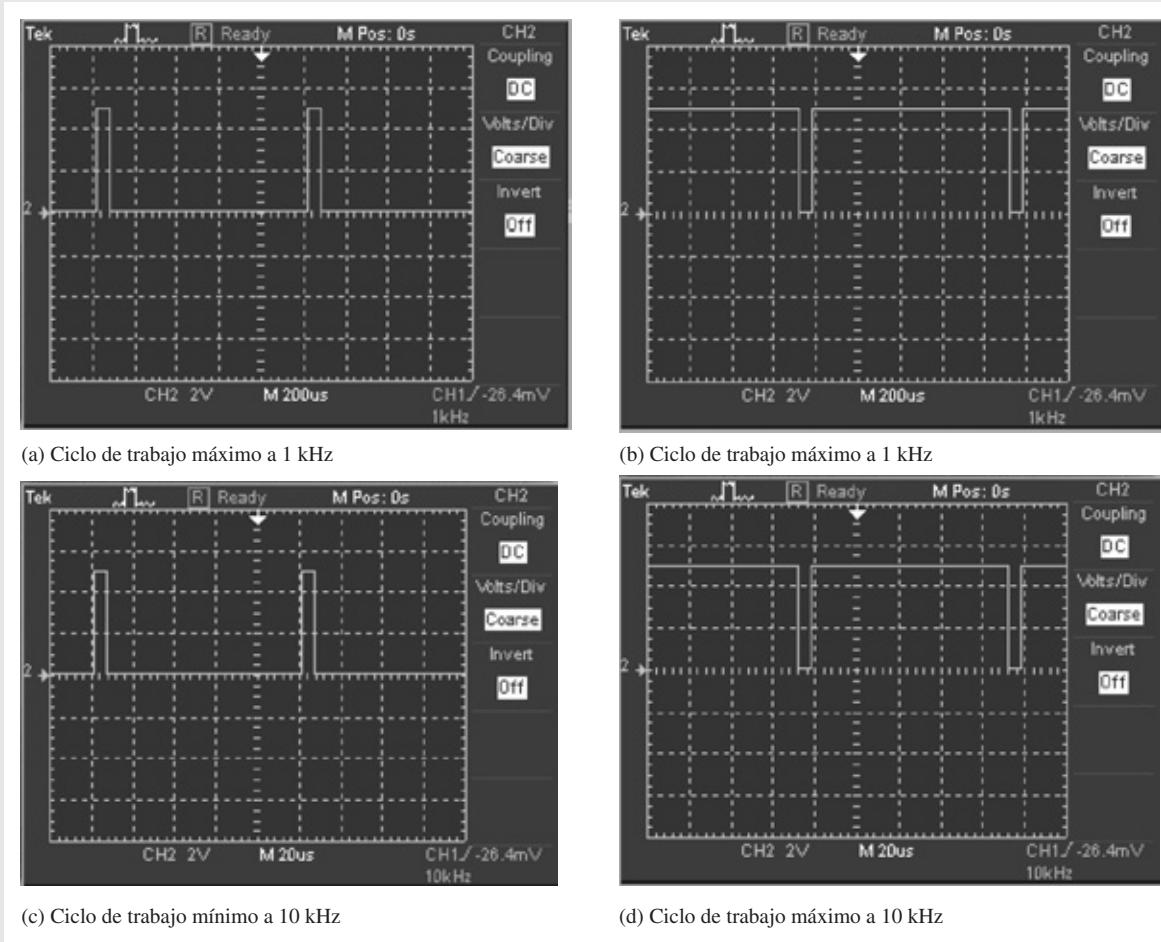 Tek R Ready M Pos: 0s CH2
Coupling
DC
Volts/Div
Coarse
Invert
Off
2
CH2 2V M 200us CH1 -26.4mV
1kHz
(a) Ciclo de trabajo máximo a 1 kHz
Tek R Ready M Pos: 0s CH2
Coupling
DC
Volts/Div
Coarse
Invert
Off
2
CH2 2V M 200us CH1 -26.4mV
1kHz
(b) Ciclo de trabajo máximo a 1 kHz
Tek R Ready M Pos: 0s CH2
Coupling
DC
Volts/Div
Coarse
Invert
Off
2
CH2 2V M 20us CH1 -26.4mV
10kHz
(c) Ciclo de trabajo mínimo a 10 kHz
Tek R Ready M Pos: 0s CH2
Coupling
DC
Volts/Div
Coarse
Invert
Off
2
CH2 2V M 20us CH1 -26.4mV
10kHz
(d) Ciclo de trabajo máximo a 10 kHz